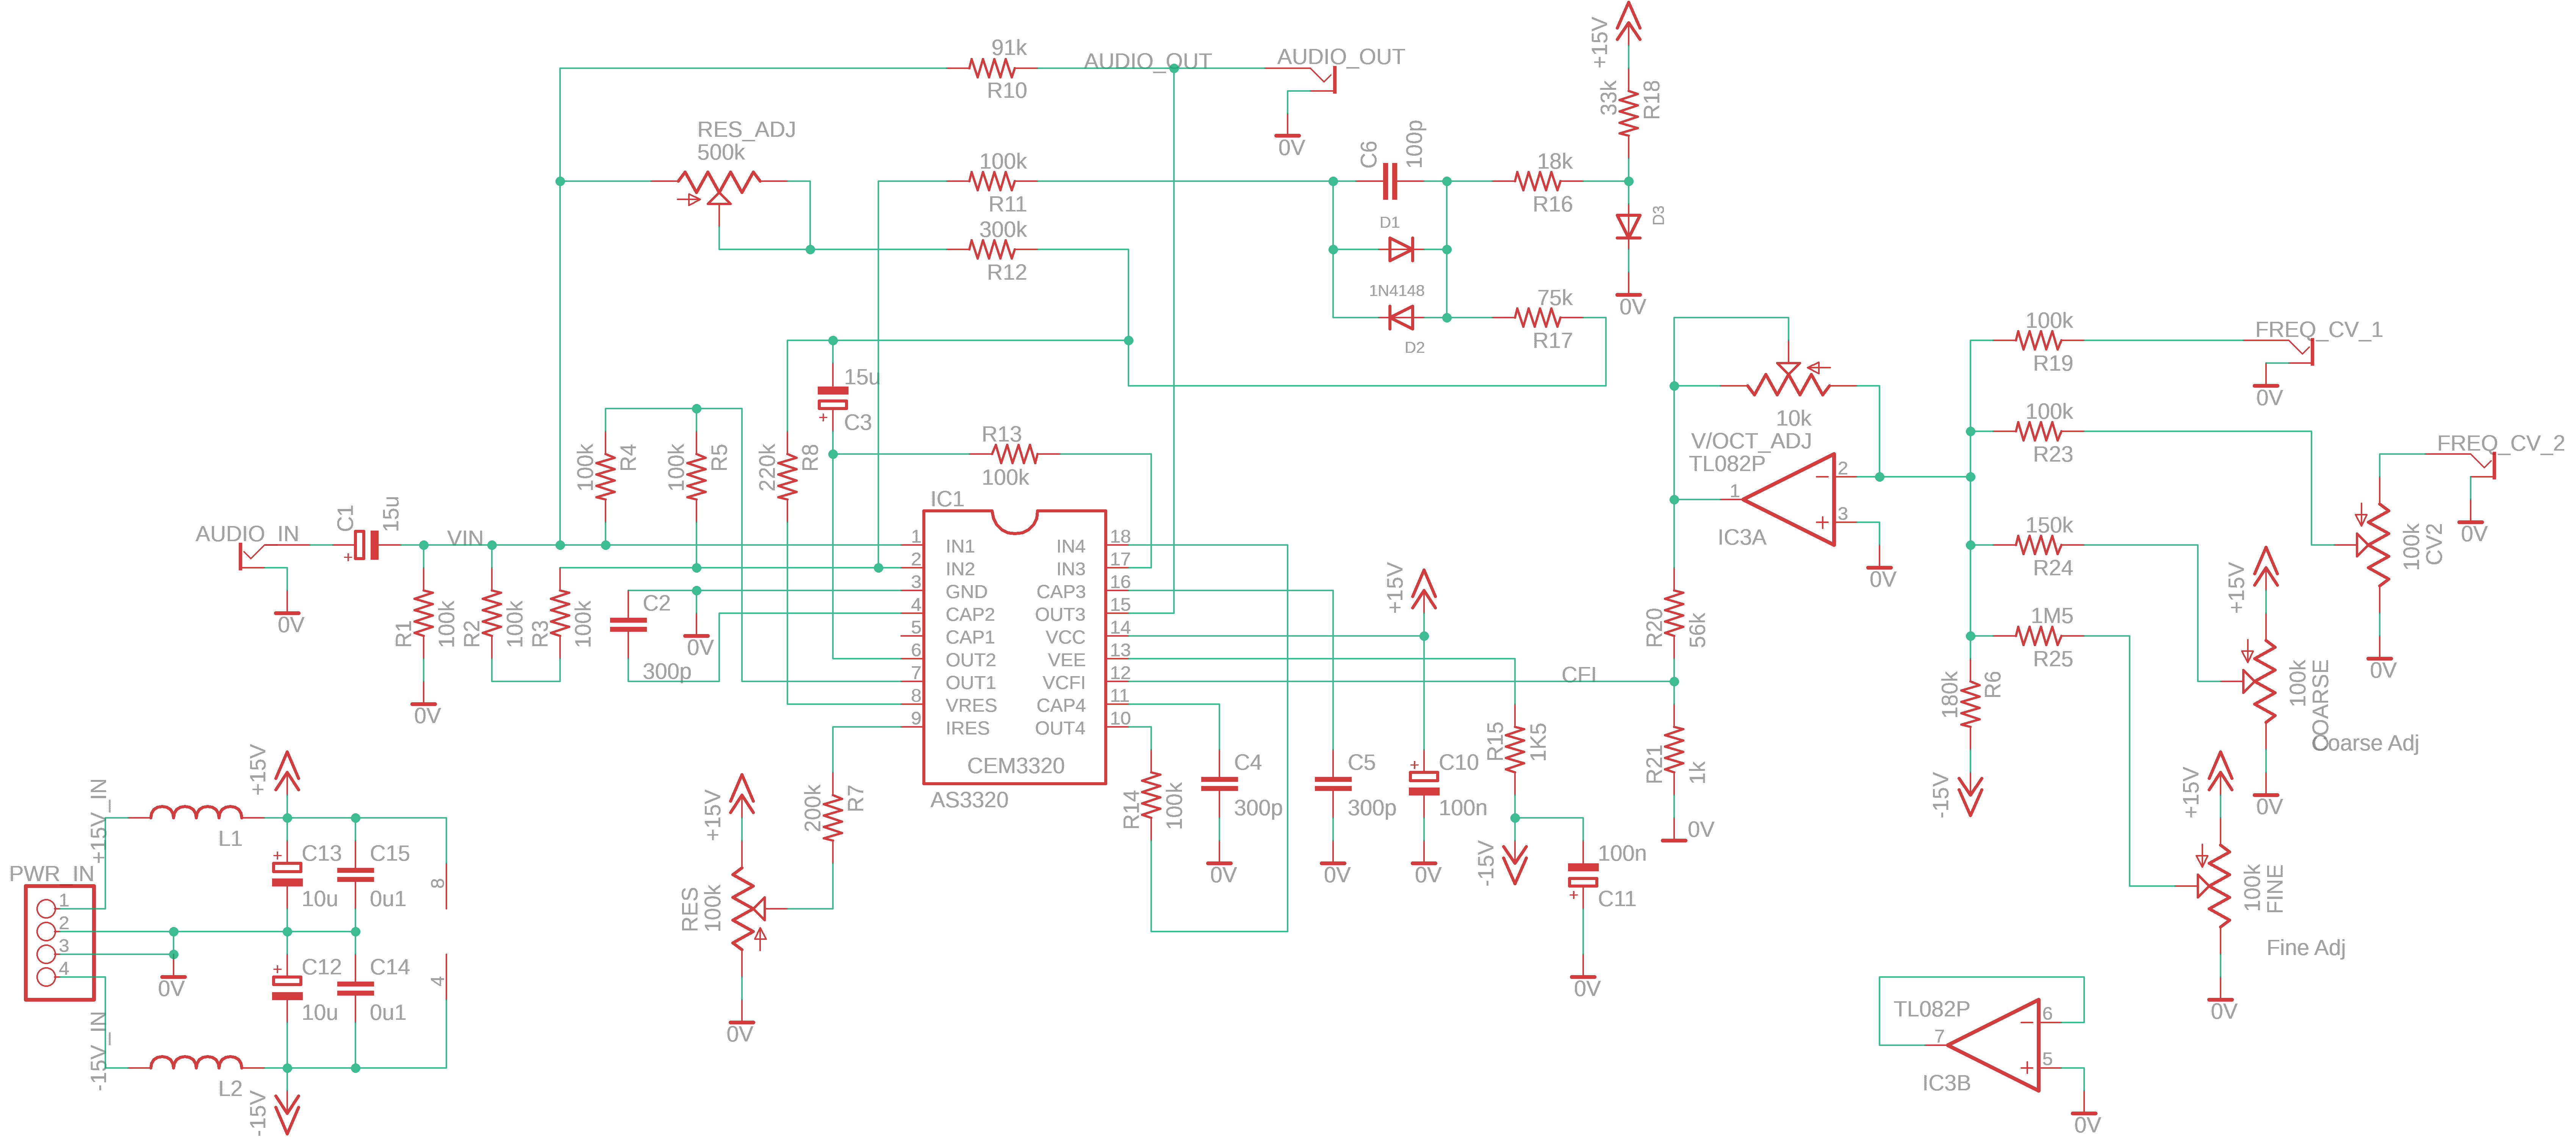 91k
R10
AUDIO_OUT
AUDIO_OUT
0V
+15V
33k
R18
RES_ADJ
500k
100k
R11
300k
R12
C6
100p
D1
1N4148
D2
18k
R16
75k
R17
D3
0V
15u
C3
R13
100k
100k
R4
100k
R5
220k
R8
AUDIO_IN
0V
C1
15u
+
VIN
R1
100k
0V
R2
100k
R3
100k
C2
300p
0V
IC1
1 IN1 IN4 18
2 IN2 IN3 17
3 GND CAP3 16
4 CAP2 OUT3 15
5 CAP1 VCC 14
6 OUT2 VEE 13
7 OUT1 VCFI 12
8 VRES CAP4 11
9 IRES OUT4 10
CEM3320
AS3320
200k
R7
+15V
RES
100k
0V
R14
100k
C4
300p
0V
C5
300p
0V
+15V
C10
100n
0V
CFI
R15
1K5
-15V
100n
C11
0V
R20
56k
R21
1k
0V
10k
V/OCT_ADJ
TL082P
1
2
3
IC3A
0V
100k
R19
FREQ_CV_1
0V
100k
R23
FREQ_CV_2
0V
150k
R24
100k
CV2
0V
1M5
R25
180k
R6
-15V
+15V
100k
COARSE
Coarse Adj
0V
+15V
100k
FINE
Fine Adj
0V
TL082P
7
6
5
IC3B
0V
PWR_IN
1
2
3
4
+15V_IN
-15V_IN
L1
L2
+15V
-15V
0V
C13
10u
C15
0u1
C12
10u
C14
0u1
8
4